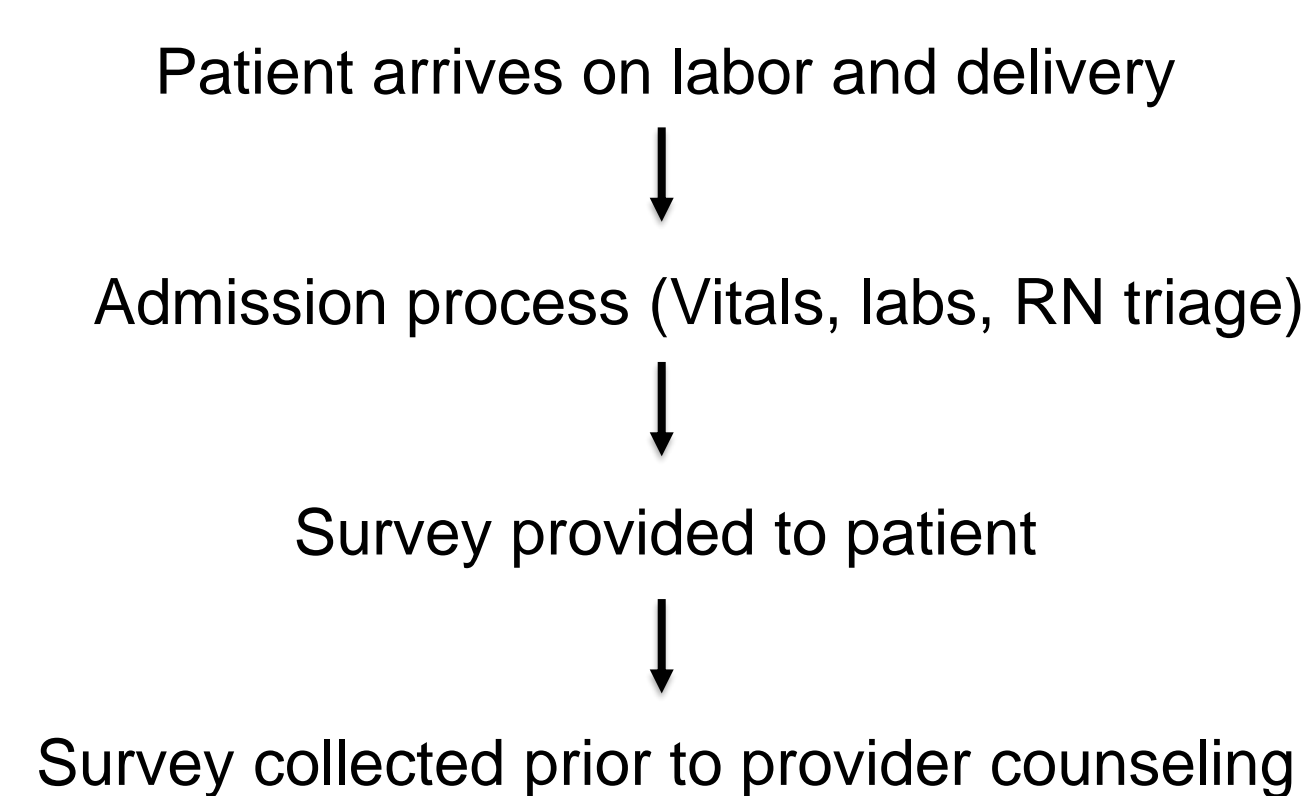 Patient arrives on labor and delivery
Admission process (Vitals, labs, RN triage)
Survey provided to patient
Survey collected prior to provider counseling